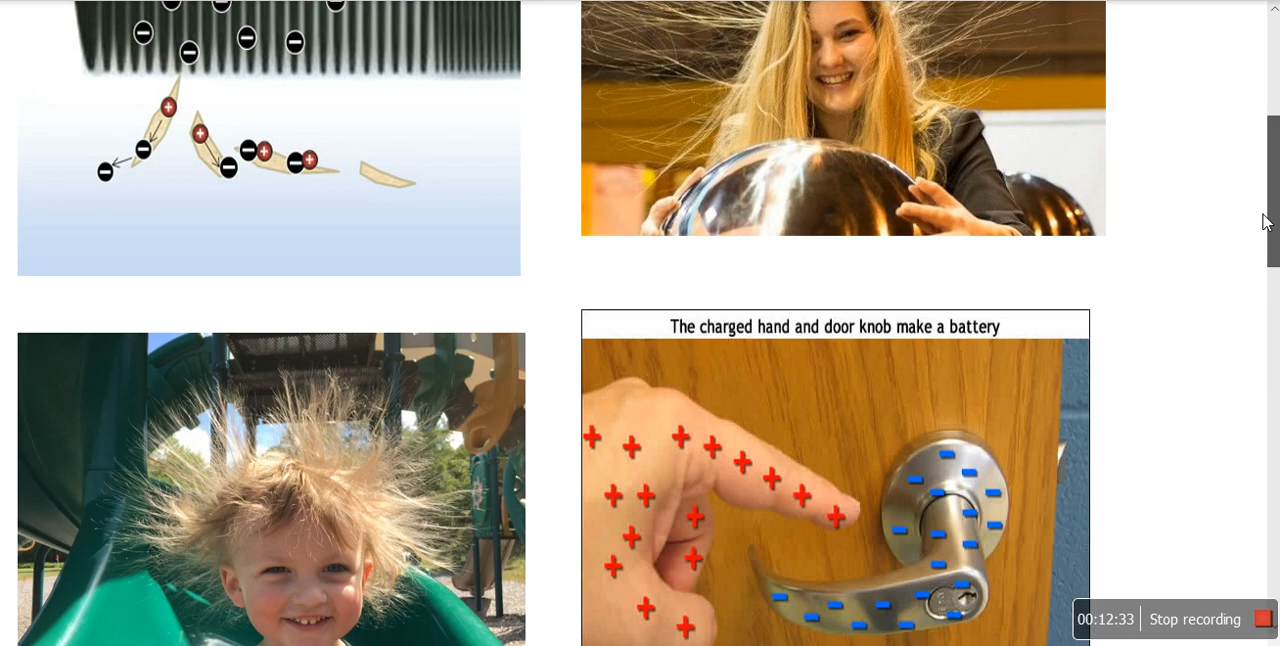 The charged hand and door knob make a battery
00:12:33 Stop recording